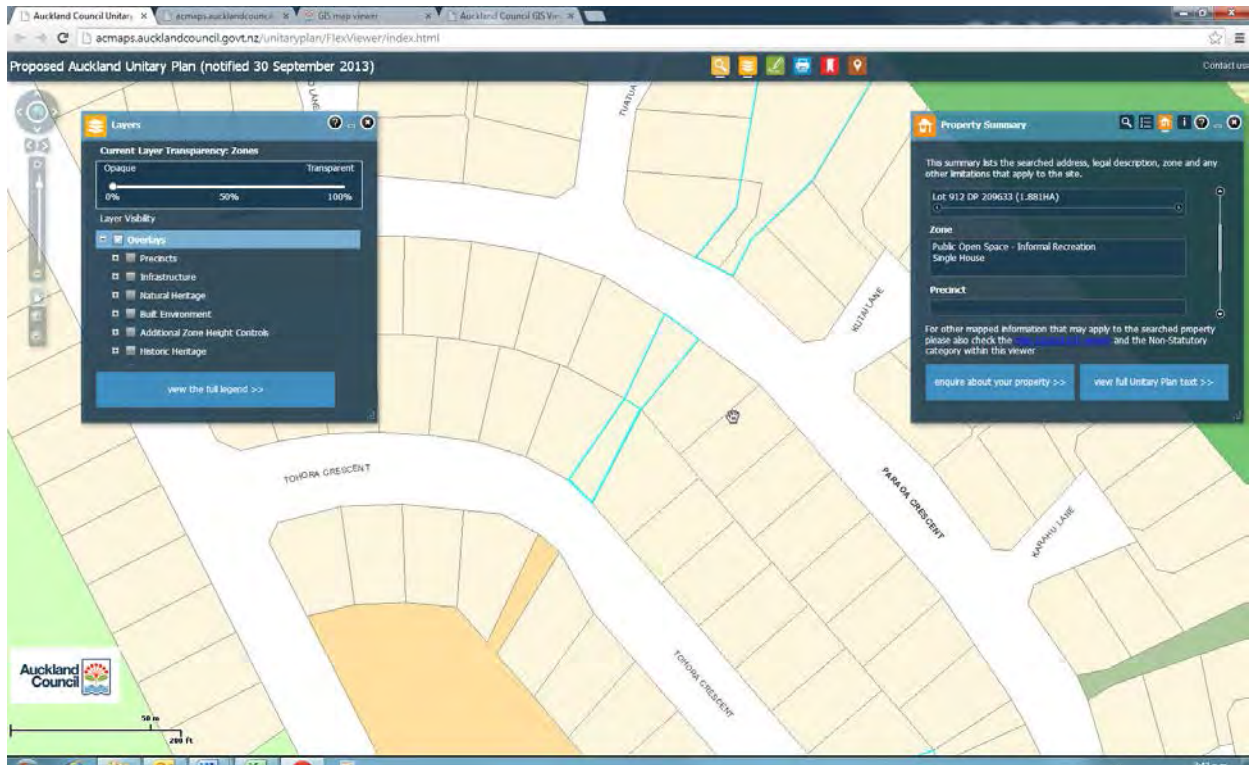 Auckland Council Unitary
acmaps.aucklandcouncil
GIS map viewer
Auckland Council GIS View
acmaps.aucklandcouncil.govt.nz/unitaryplan/FlexViewer/index.html
Proposed Auckland Unitary Plan (notified 30 September 2013)
Contact us
Layers
Current Layer Transparency: Zones
Opaque Transparent
0% 50% 100%
Layer Visibility
Overlays
Precincts
Infrastructure
Natural Heritage
Built Environment
Additional Zone Height Controls
Historic Heritage
view the full legend >>
Property Summary
This summary lists the searched address, legal description, zone and any
other limitations that apply to the site.
Lot 912 DP 209633 (1.881HA)
Zone
Public Open Space - Informal Recreation
Single House
Precinct
For other mapped information that may apply to the searched property
please also check the
and the Non-Statutory
category within this viewer
enquire about your property >>
view full Unitary Plan text >>
LANE
TUATUA
KUTAI LANE
TOHORA CRESCENT
PARAOA CRESCENT
KARAHU LANE
TOHORA CRESCENT
Auckland
Council
50 m
200 ft